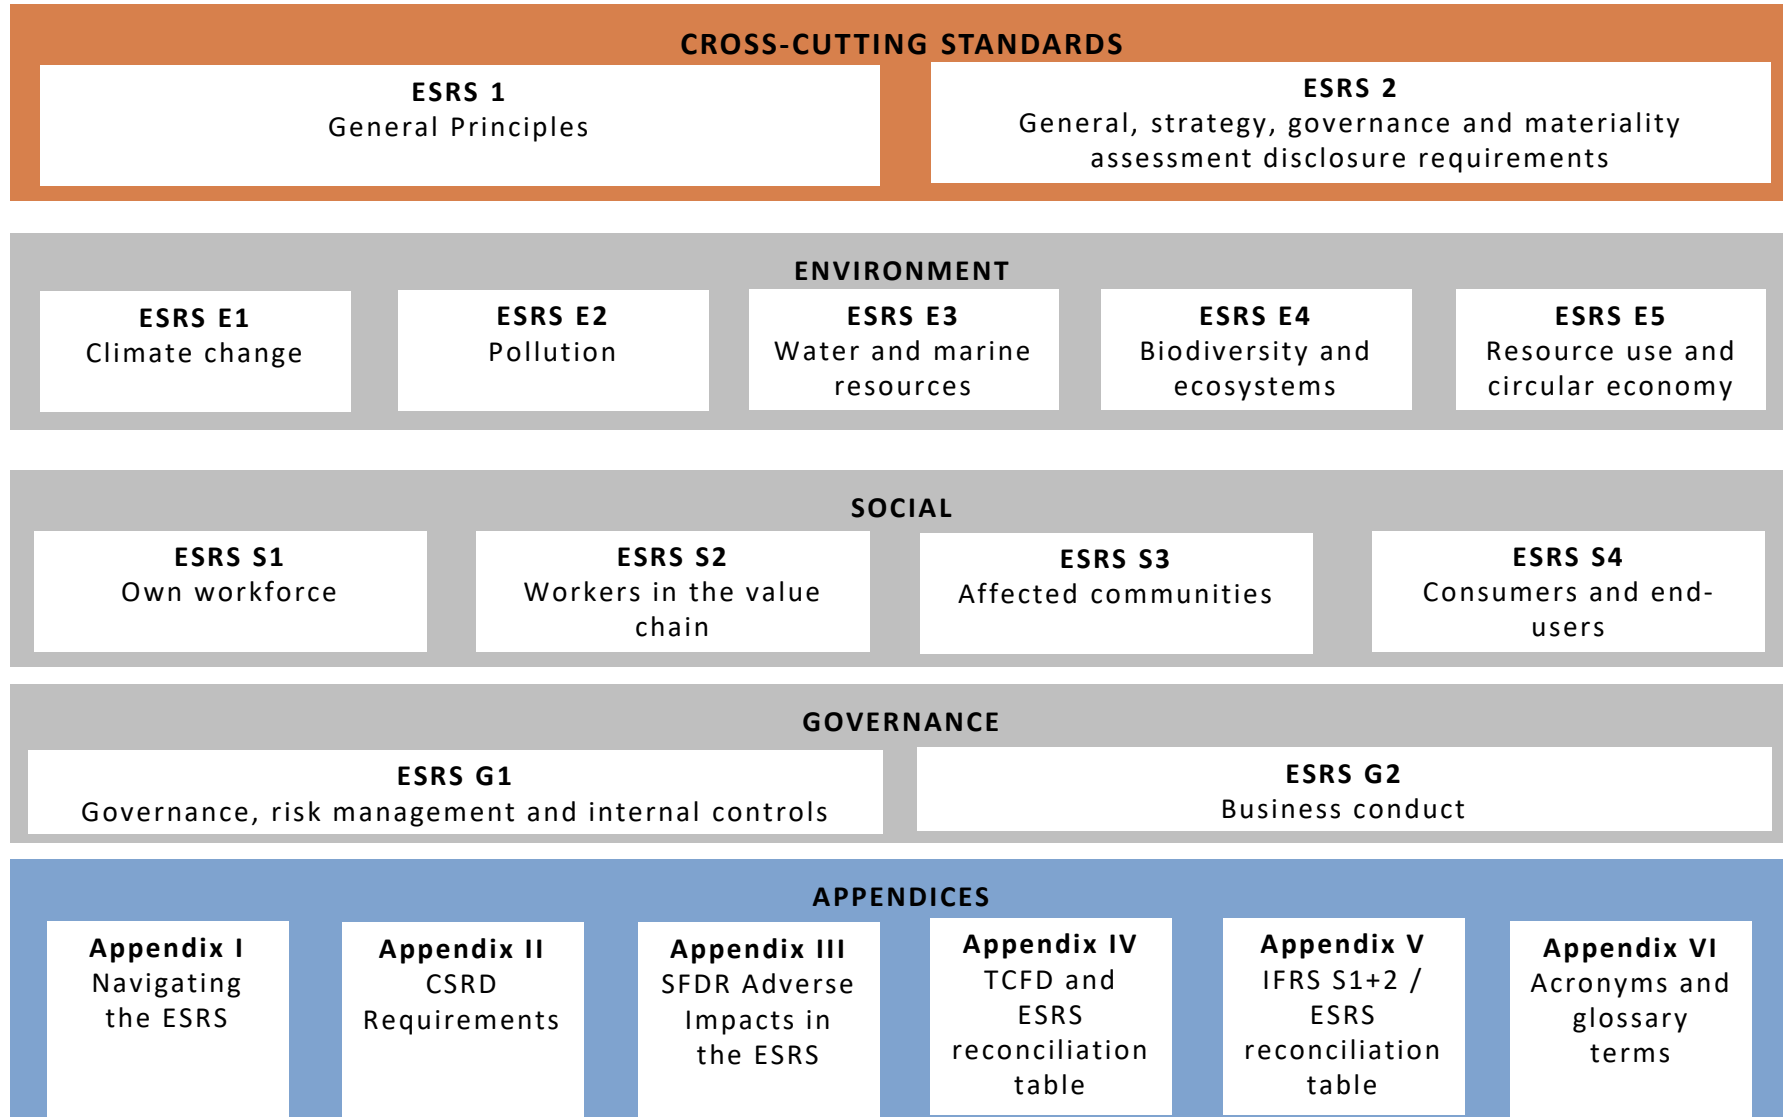 CROSS-CUTTING STANDARDS
ESRS 1
General Principles
ESRS 2
General, strategy, governance and materiality
assessment disclosure requirements
ENVIRONMENT
ESRS E1
Climate change
ESRS E2
Pollution
ESRS E3
Water and marine
resources
ESRS E4
Biodiversity and
ecosystems
ESRS E5
Resource use and
circular economy
SOCIAL
ESRS S1
Own workforce
ESRS S2
Workers in the value
chain
ESRS S3
Affected communities
ESRS S4
Consumers and end-
users
GOVERNANCE
ESRS G1
Governance, risk management and internal controls
ESRS G2
Business conduct
APPENDICES
Appendix I
Navigating
the ESRS
Appendix II
CSRD
Requirements
Appendix III
SFDR Adverse
Impacts in
the ESRS
Appendix IV
TCFD and
ESRS
reconciliation
table
Appendix V
IFRS S1+2 /
ESRS
reconciliation
table
Appendix VI
Acronyms and
glossary
terms